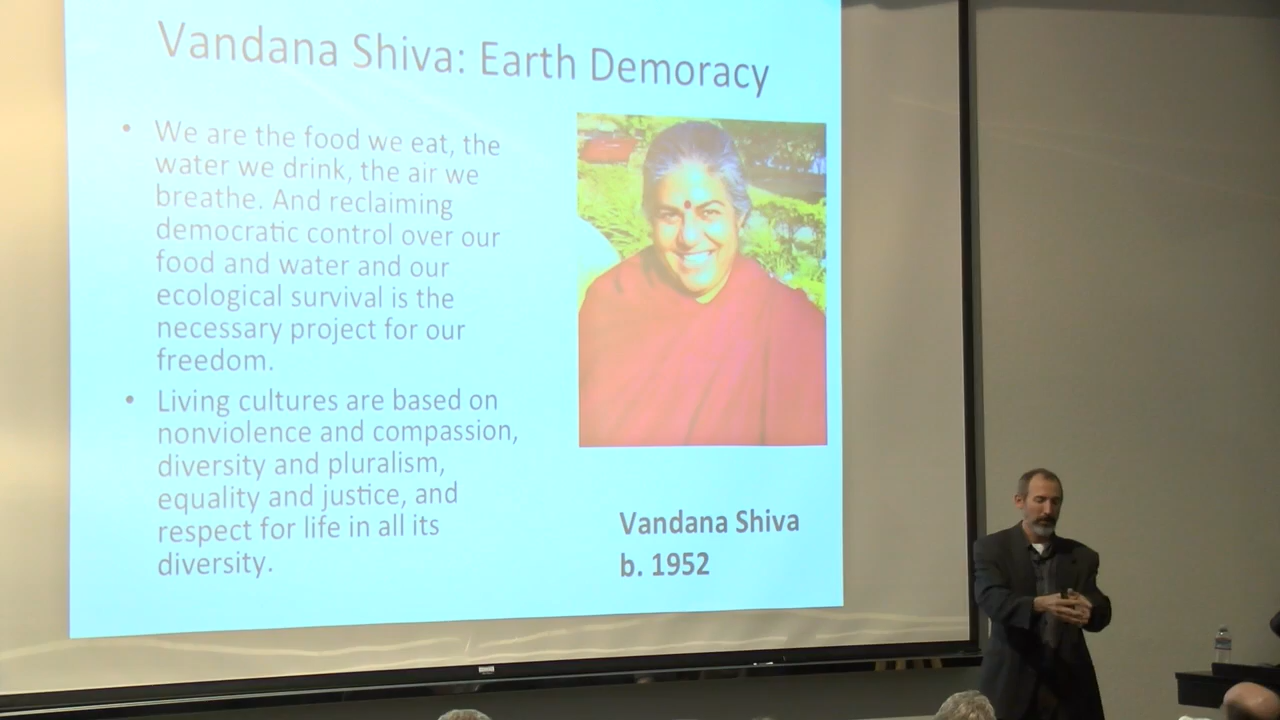 Vandana Shiva: Earth Demoracy
• We are the food we eat, the
water we drink, the air we
breathe. And reclaiming
democratic control over our
food and water and our
ecological survival is the
necessary project for our
freedom.
• Living cultures are based on
nonviolence and compassion,
diversity and pluralism,
equality and justice, and
respect for life in all its
diversity.
Vandana Shiva
b. 1952